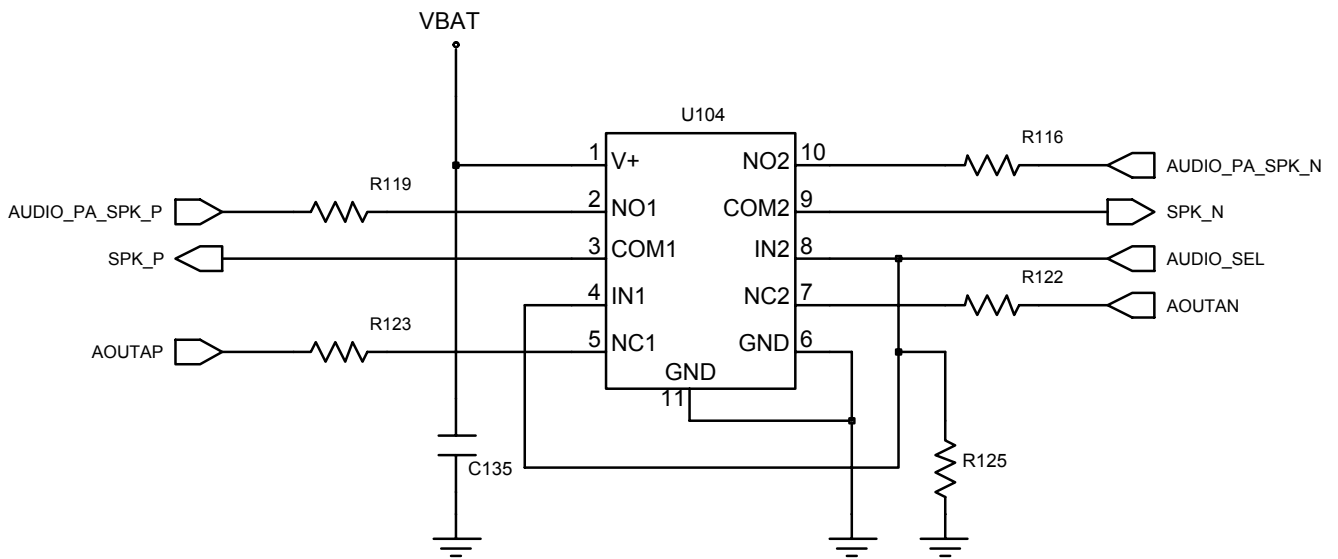 VBAT
U104
1
V+
NO2
10
R116
AUDIO_PA_SPK_N
R119
AUDIO_PA_SPK_P
2
NO1
COM2
9
SPK_N
SPK_P
3
COM1
IN2
8
AUDIO_SEL
4
IN1
NC2
7
R122
AOUTAN
R123
AOUTAP
5
NC1
GND
6
GND
11
C135
R125